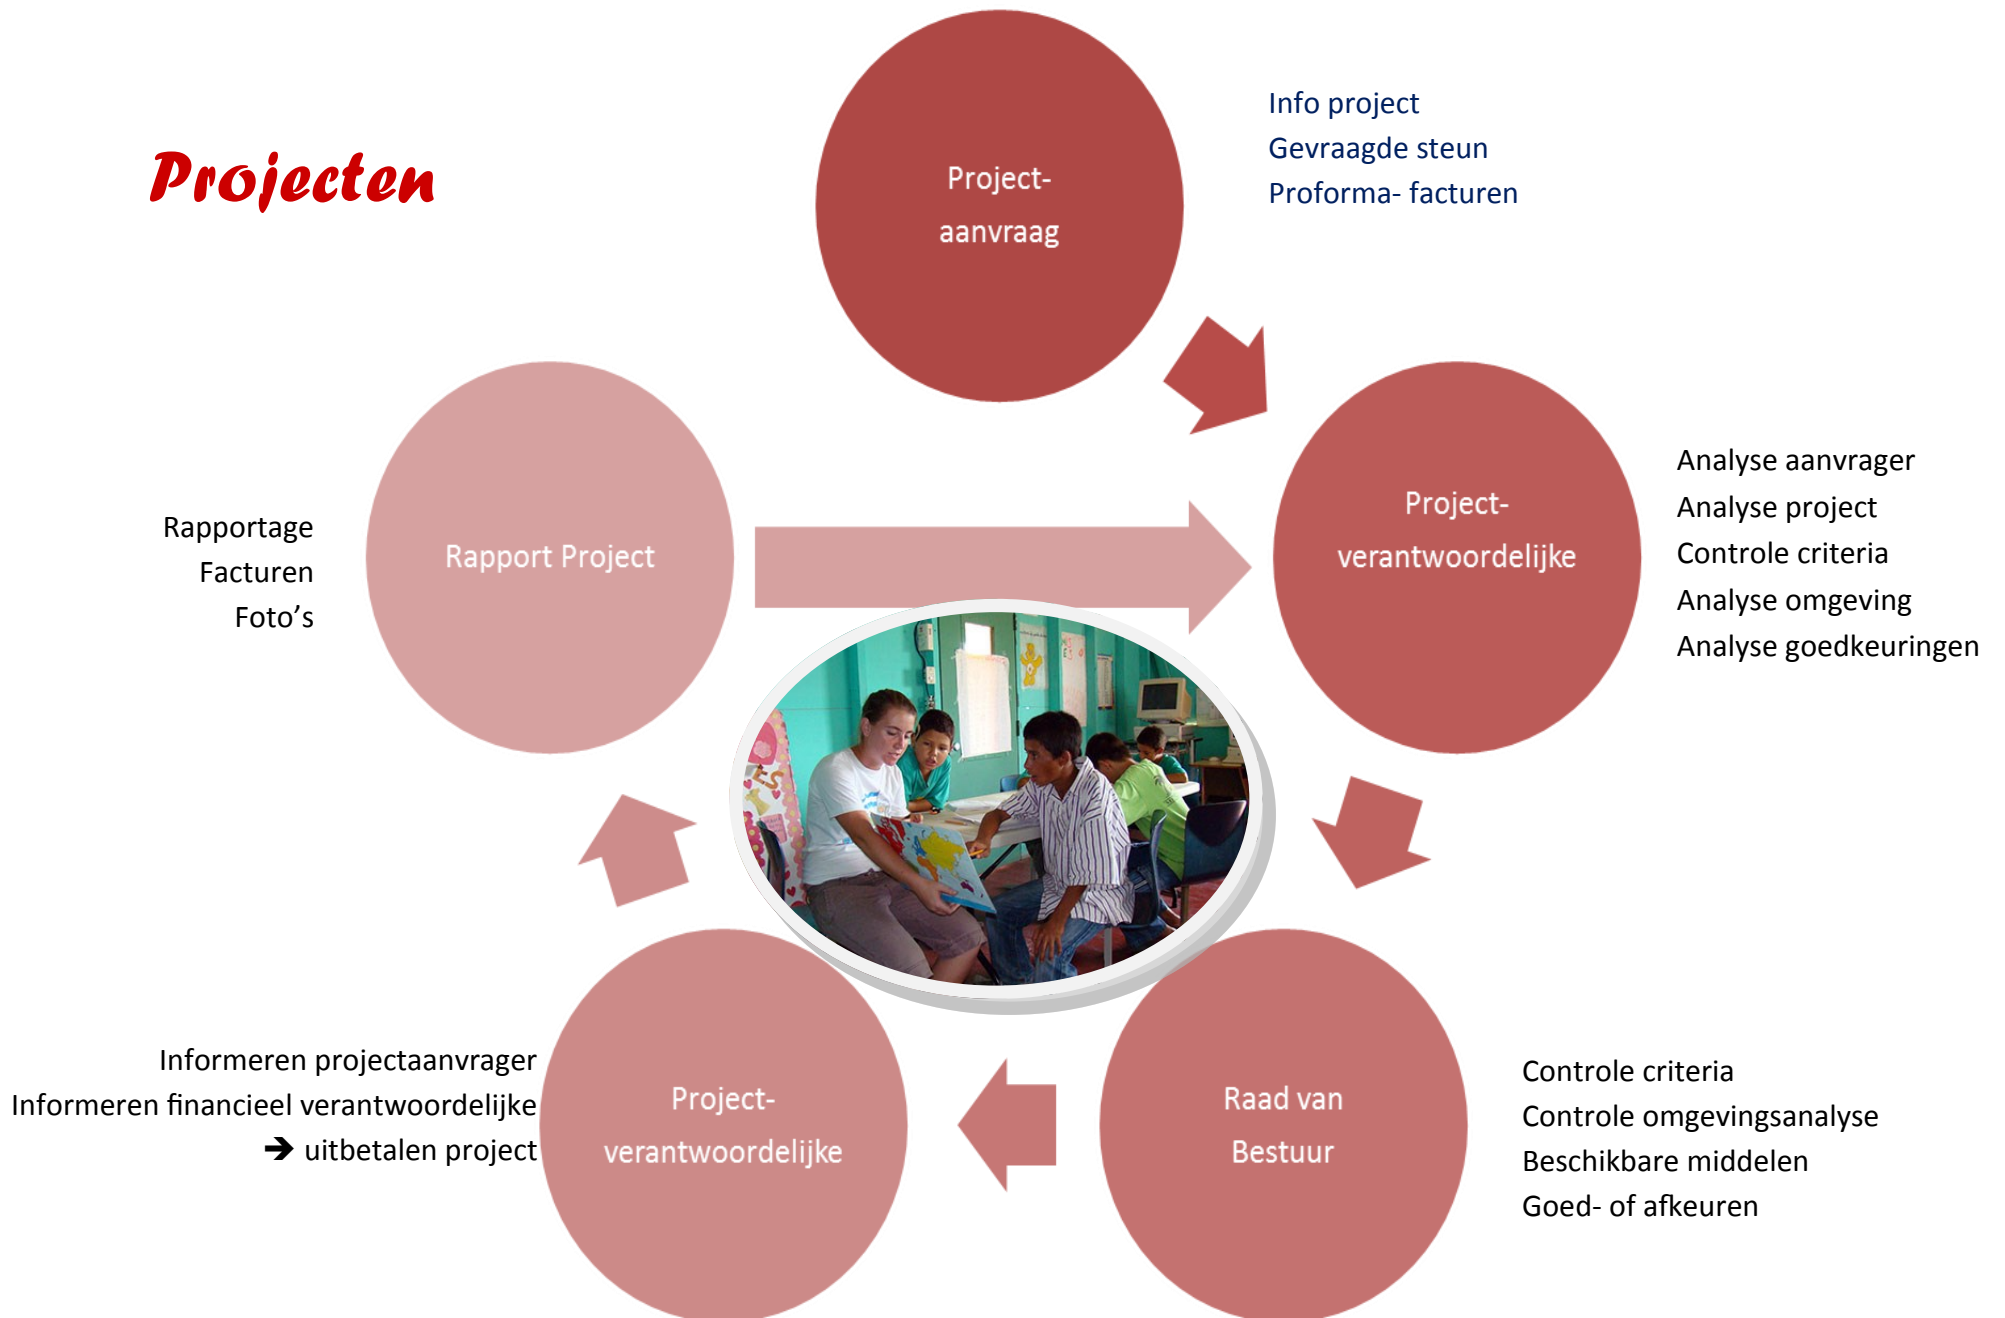 Projecten
Project-
aanvraag
Info project
Gevraagde steun
Proforma- facturen
Project-
verantwoordelijke
Analyse aanvrager
Analyse project
Controle criteria
Analyse omgeving
Analyse goedkeuringen
Raad van
Bestuur
Controle criteria
Controle omgevingsanalyse
Beschikbare middelen
Goed- of afkeuren
Project-
verantwoordelijke
Informeren projectaanvrager
Informeren financieel verantwoordelijke
➔ uitbetalen project
Rapport Project
Rapportage
Facturen
Foto’s